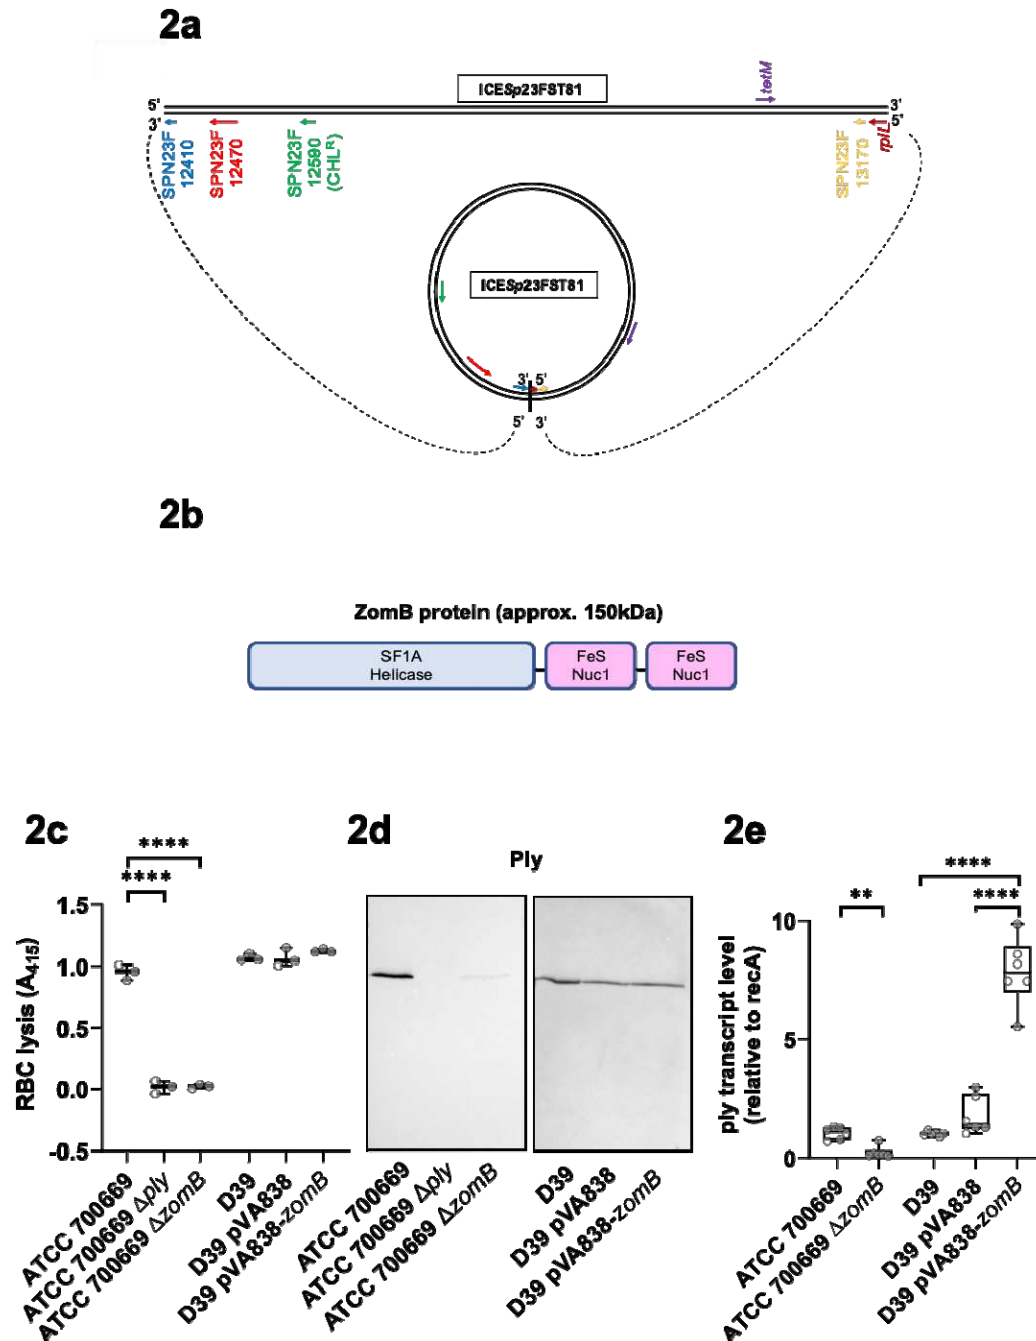 2a
ICESp23FST81
tetM
5'
3'
3'
5'
SPN23F
12410
SPN23F
12470
SPN23F
12590
(CHLᴿ)
SPN23F
13170
rplL
ICESp23FST81
3' 5'
5' 3'
2b
ZomB protein (approx. 150kDa)
SF1A
Helicase
FeS
Nuc1
FeS
Nuc1
2c
****
****
1.5
1.0
0.5
0.0
-0.5
RBC lysis (A₄₁₅)
ATCC 700669
ATCC 700669 Δply
ATCC 700669 ΔzomB
D39
D39 pVA838
D39 pVA838-zomB
2d
Ply
ATCC 700669
ATCC 700669 Δply
ATCC 700669 ΔzomB
D39
D39 pVA838
D39 pVA838-zomB
2e
****
**
****
10
5
0
ply transcript level
(relative to recA)
ATCC 700669
ATCC 700669 ΔzomB
D39
D39 pVA838
D39 pVA838-zomB